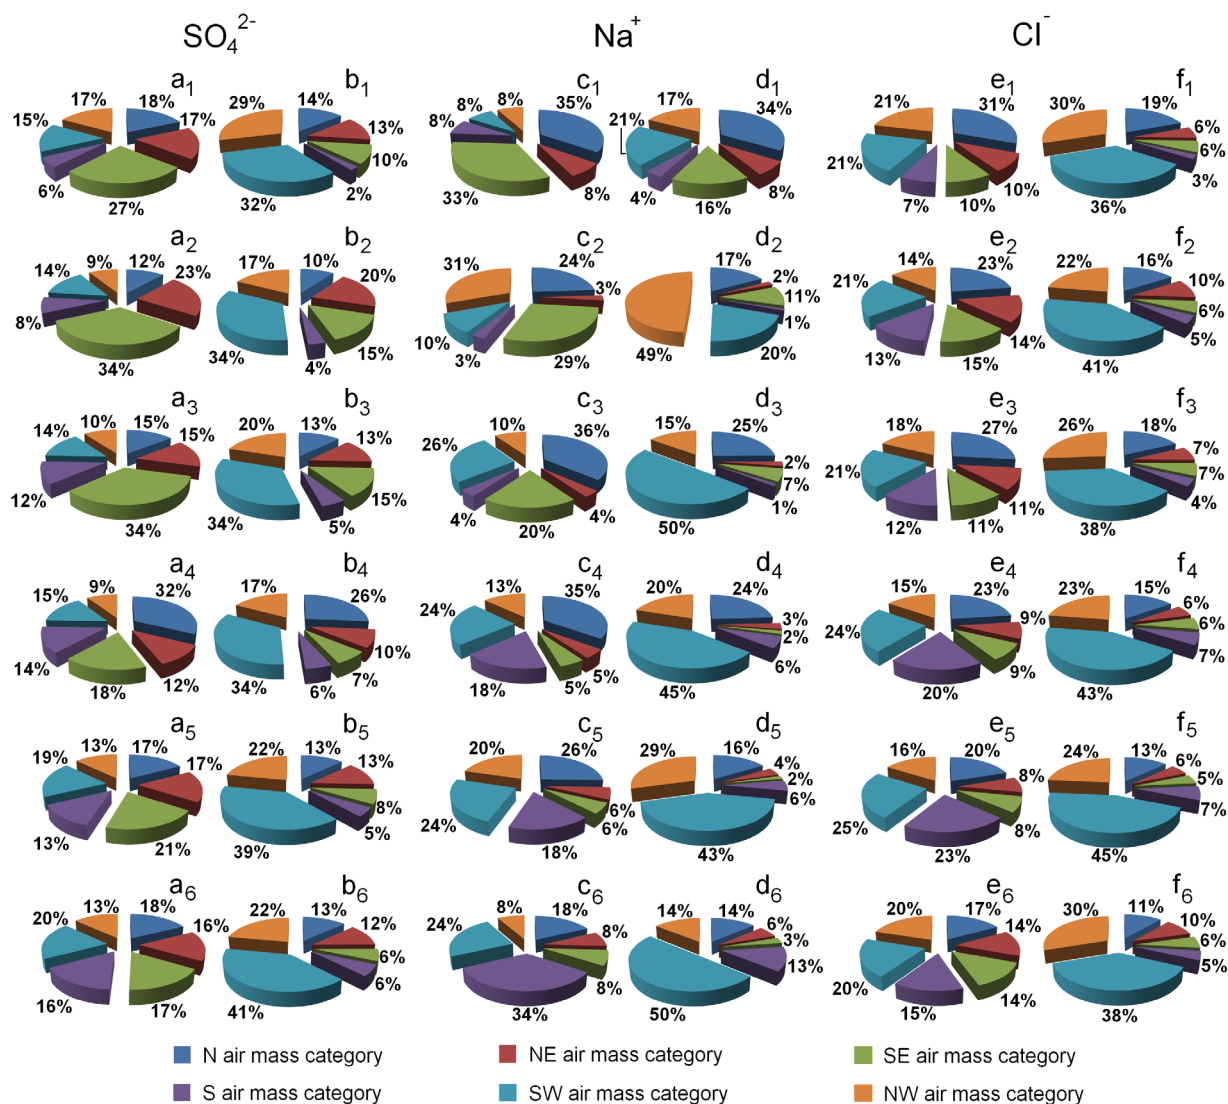 SO₄²⁻ Na⁺ Cl⁻
a₁ b₁ c₁ d₁ e₁ f₁
17% 18% 17% 27% 6% 15%
29% 14% 13% 10% 2% 32%
8% 35% 8% 33% 8% 8%
17% 34% 8% 16% 4% 21%
21% 31% 10% 10% 7% 21%
30% 19% 6% 6% 3% 36%
a₂ b₂ c₂ d₂ e₂ f₂
9% 12% 23% 34% 8% 14%
17% 10% 20% 15% 4% 34%
31% 24% 3% 29% 3% 10%
17% 2% 11% 1% 20% 49%
14% 23% 14% 15% 13% 21%
22% 16% 10% 6% 5% 41%
a₃ b₃ c₃ d₃ e₃ f₃
10% 15% 15% 34% 12% 14%
20% 13% 13% 15% 5% 34%
10% 36% 4% 20% 4% 26%
15% 25% 2% 7% 1% 50%
18% 27% 11% 11% 12% 21%
26% 18% 7% 7% 4% 38%
a₄ b₄ c₄ d₄ e₄ f₄
9% 32% 12% 18% 14% 15%
17% 26% 10% 7% 6% 34%
13% 35% 5% 5% 18% 24%
20% 24% 3% 2% 6% 45%
15% 23% 9% 9% 20% 24%
23% 15% 6% 6% 7% 43%
a₅ b₅ c₅ d₅ e₅ f₅
13% 17% 17% 21% 13% 19%
22% 13% 13% 8% 5% 39%
20% 26% 6% 6% 18% 24%
29% 16% 4% 2% 6% 43%
16% 20% 8% 8% 23% 25%
24% 13% 6% 5% 7% 45%
a₆ b₆ c₆ d₆ e₆ f₆
13% 18% 16% 17% 16% 20%
22% 13% 12% 6% 6% 41%
8% 18% 8% 8% 34% 24%
14% 14% 6% 3% 13% 50%
20% 17% 14% 14% 15% 20%
30% 11% 10% 6% 5% 38%
N air mass category NE air mass category SE air mass category
S air mass category SW air mass category NW air mass category